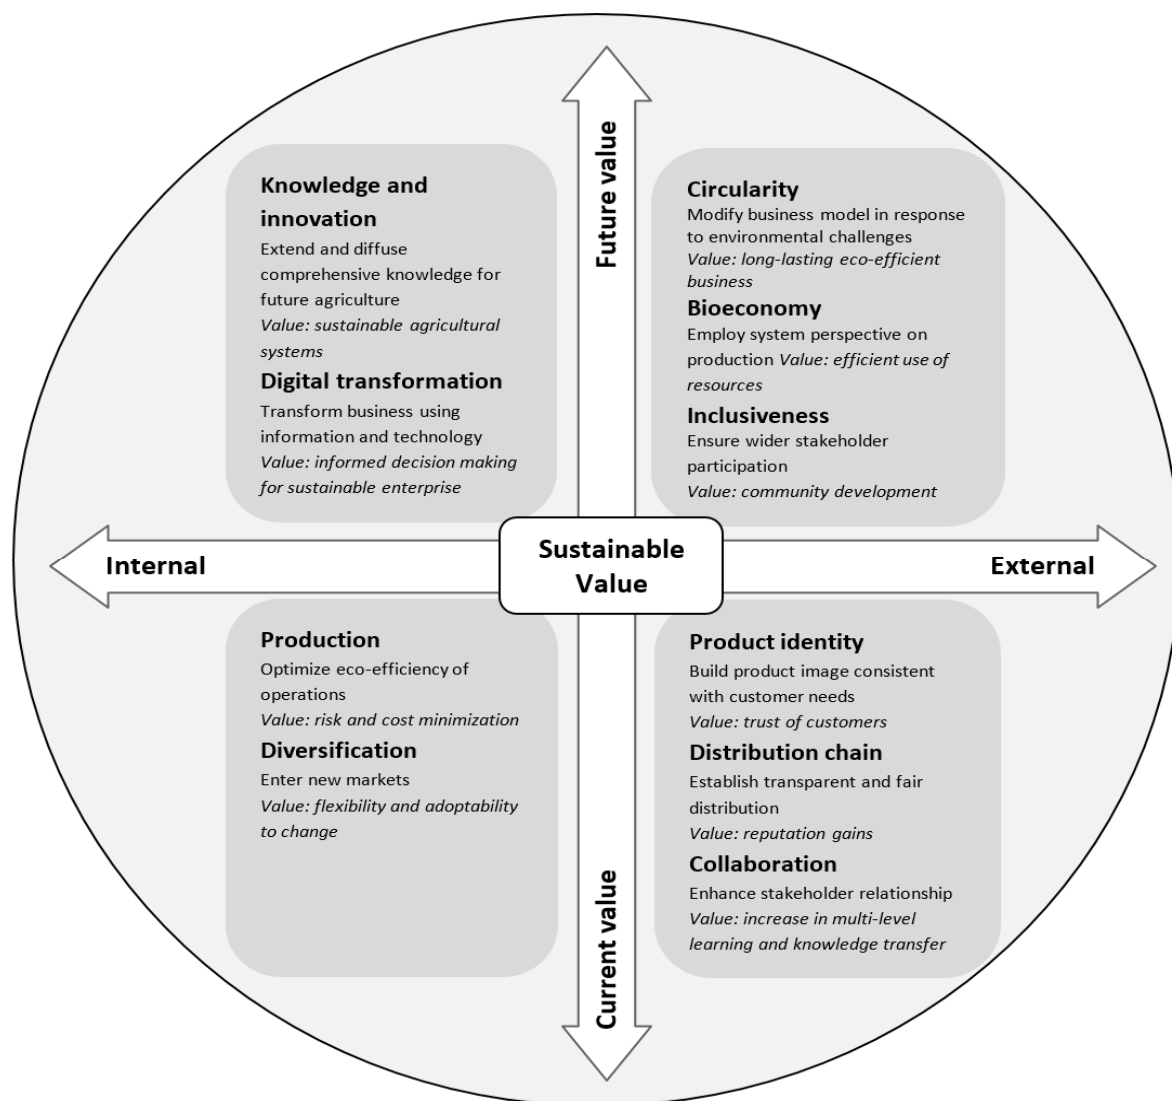 Future value
Knowledge and
innovation
Extend and diffuse
comprehensive knowledge for
future agriculture
Value: sustainable agricultural
systems
Digital transformation
Transform business using
information and technology
Value: informed decision making
for sustainable enterprise
Circularity
Modify business model in response
to environmental challenges
Value: long-lasting eco-efficient
business
Bioeconomy
Employ system perspective on
production Value: efficient use of
resources
Inclusiveness
Ensure wider stakeholder
participation
Value: community development
Internal
Sustainable
Value
External
Production
Optimize eco-efficiency of
operations
Value: risk and cost minimization
Diversification
Enter new markets
Value: flexibility and adoptability
to change
Product identity
Build product image consistent
with customer needs
Value: trust of customers
Distribution chain
Establish transparent and fair
distribution
Value: reputation gains
Collaboration
Enhance stakeholder relationship
Value: increase in multi-level
learning and knowledge transfer
Current value